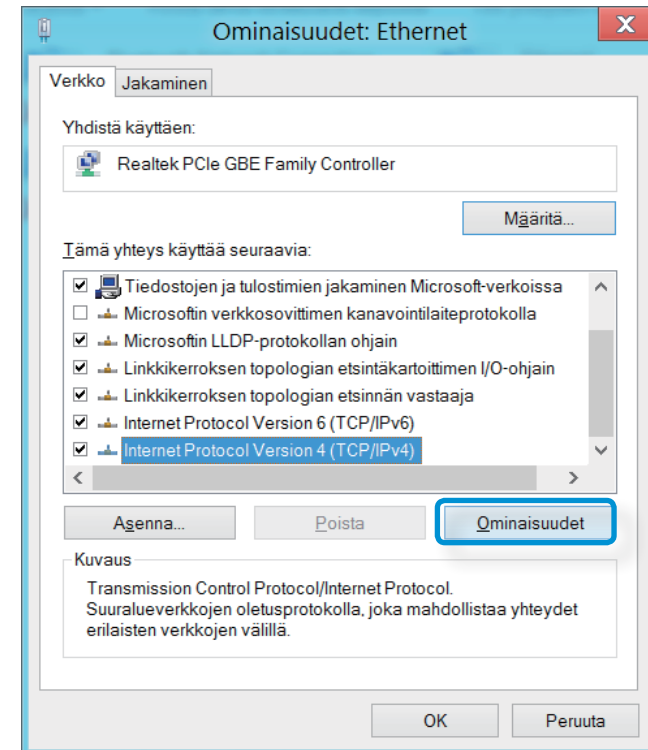 Ominaisuudet: Ethernet
Verkko Jakaminen
Yhdistä käyttäen:
Realtek PCIe GBE Family Controller
Määritä...
Tämä yhteys käyttää seuraavia:
Tiedostojen ja tulostimien jakaminen Microsoft-verkoissa
Microsoftin verkkosovittimen kanavointilaiteprotokolla
Microsoftin LLDP-protokollan ohjain
Linkkikerroksen topologian etsintäkartoittimen I/O-ohjain
Linkkikerroksen topologian etsinnän vastaaja
Internet Protocol Version 6 (TCP/IPv6)
Internet Protocol Version 4 (TCP/IPv4)
Asenna... Poista Ominaisuudet
Kuvaus
Transmission Control Protocol/Internet Protocol.
Suuralueverkkojen oletusprotokolla, joka mahdollistaa yhteydet
erilaisten verkkojen välillä.
OK Peruuta